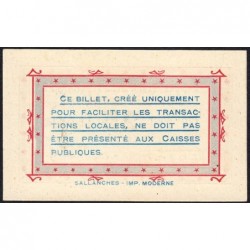 CE BILLET, CRÉÉ UNIQUEMENT
POUR FACILITER LES TRANSAC
TIONS LOCALES, NE DOIT PAS
ÊTRE PRÉSENTÉ AUX CAISSES
PUBLIQUES.
SALLANCHES - IMP. MODERNE